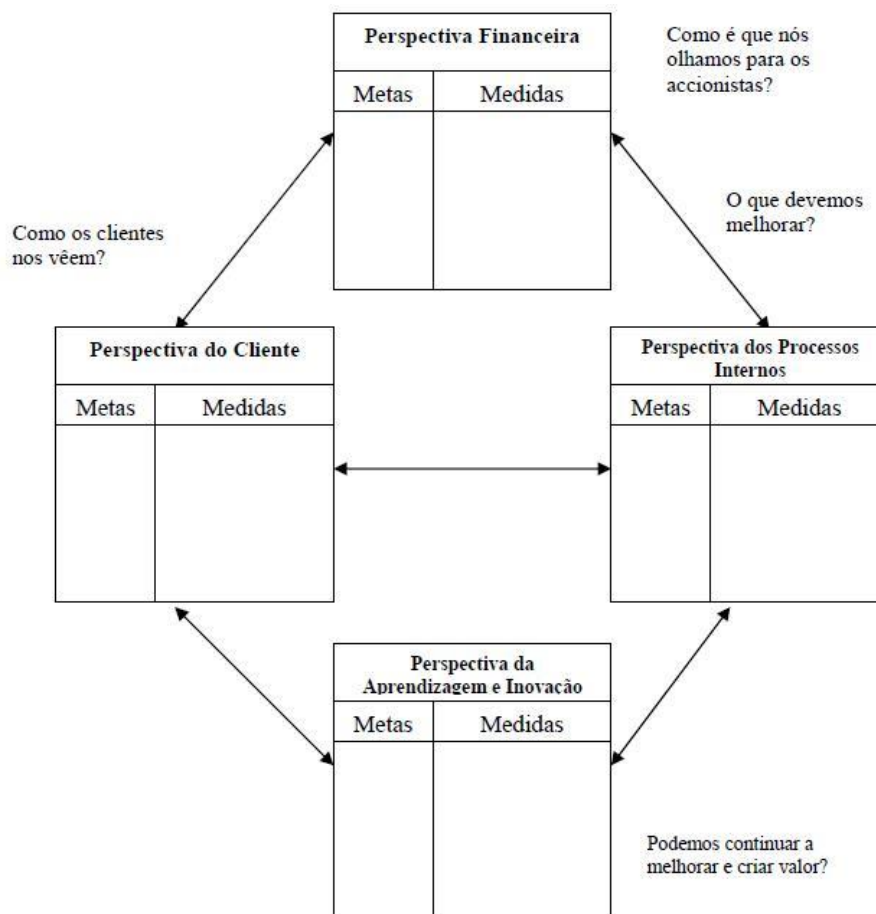 Perspectiva Financeira
Metas Medidas
Como é que nós
olhamos para os
accionistas?
O que devemos
melhorar?
Como os clientes
nos vêem?
Perspectiva do Cliente
Metas Medidas
Perspectiva dos Processos
Internos
Metas Medidas
Perspectiva da
Aprendizagem e Inovação
Metas Medidas
Podemos continuar a
melhorar e criar valor?